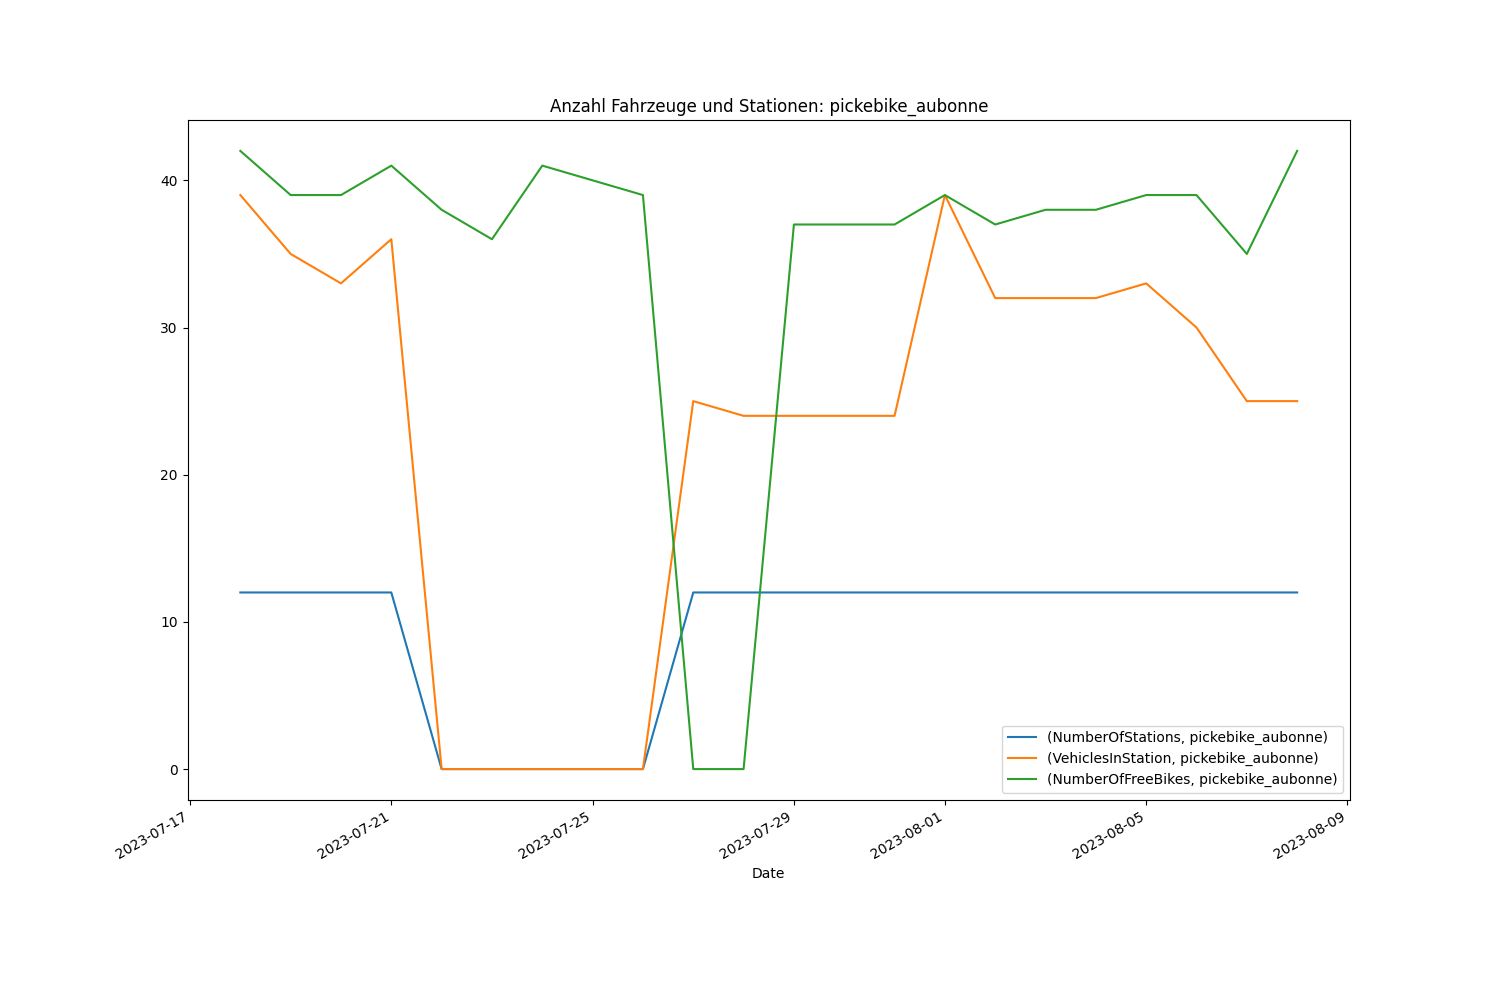 Anzahl Fahrzeuge und Stationen: pickebike_aubonne
40
30
20
10
0
(NumberOfStations, pickebike_aubonne)
(VehiclesInStation, pickebike_aubonne)
(NumberOfFreeBikes, pickebike_aubonne)
2023-07-17
2023-07-21
2023-07-25
2023-07-29
2023-08-01
2023-08-05
2023-08-09
Date